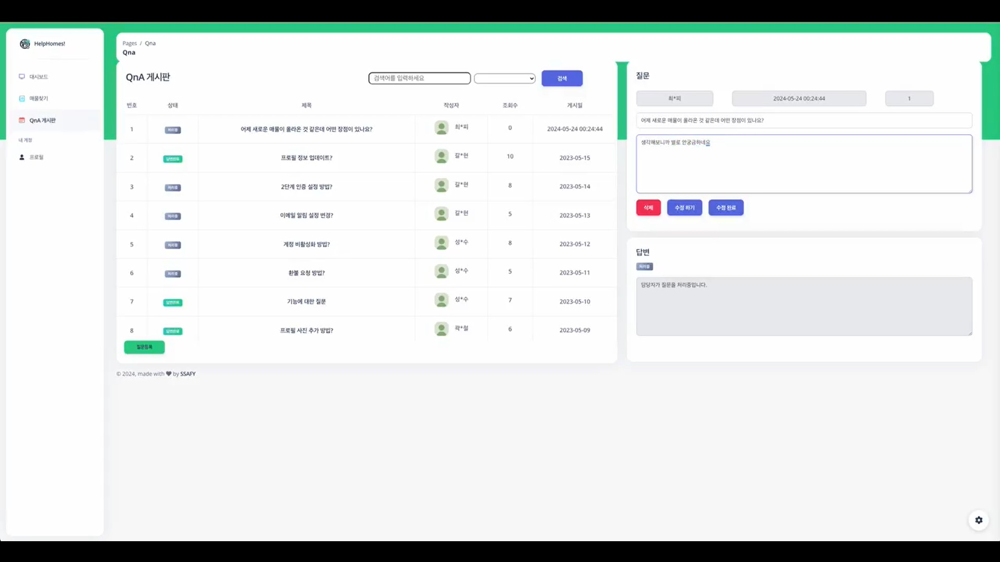 HelpHomes!
대시보드
매물찾기
QnA 게시판
내 계정
프로필
Pages / Qna
Qna
QnA 게시판
검색어를 입력하세요
검색
번호 상태 제목 작성자 조회수 게시일
1 처리중 어제 새로운 매물이 올라온 것 같은데 어떤 장점이 있나요? 최*피 0 2024-05-24 00:24:44
2 답변완료 프로필 정보 업데이트? 갈*현 10 2023-05-15
3 처리중 2단계 인증 설정 방법? 갈*현 8 2023-05-14
4 처리중 이메일 알림 설정 변경? 갈*현 5 2023-05-13
5 처리중 계정 비활성화 방법? 성*수 8 2023-05-12
6 처리중 환불 요청 방법? 성*수 5 2023-05-11
7 답변완료 기능에 대한 질문 성*수 7 2023-05-10
8 답변완료 프로필 사진 추가 방법? 곽*철 6 2023-05-09
질문등록
© 2024, made with ♥ by SSAFY
질문
최*피 2024-05-24 00:24:44 1
어제 새로운 매물이 올라온 것 같은데 어떤 장점이 있나요?
생각해보니까 별로 안궁금하네요
삭제 수정 하기 수정 완료
답변
처리중
담당자가 질문을 처리중입니다.